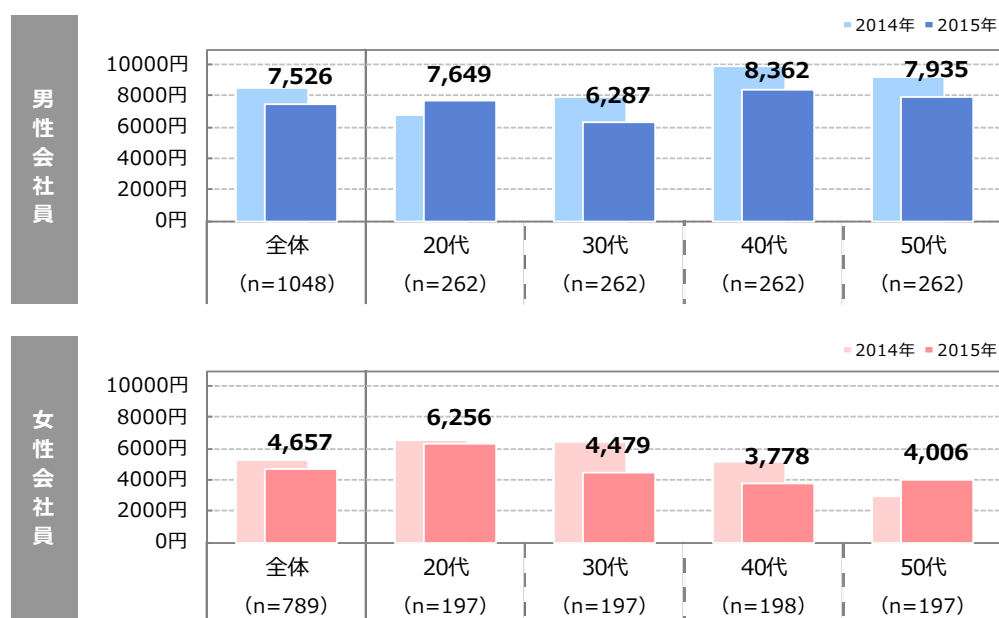 2014年 2015年
男性会社員
10000円
8000円
6000円
4000円
2000円
0円
7,526
7,649
6,287
8,362
7,935
全体 20代 30代 40代 50代
（n=1048） （n=262） （n=262） （n=262） （n=262）
2014年 2015年
女性会社員
10000円
8000円
6000円
4000円
2000円
0円
4,657
6,256
4,479
3,778
4,006
全体 20代 30代 40代 50代
（n=789） （n=197） （n=197） （n=198） （n=197）